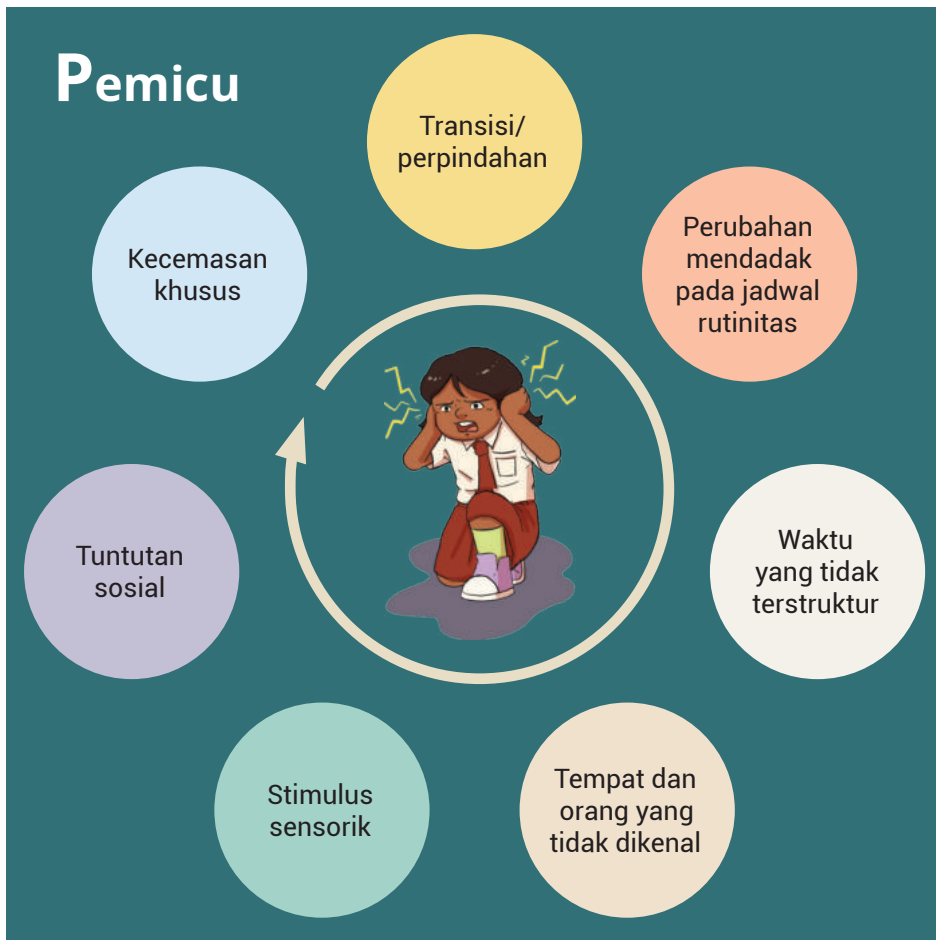 Pemicu
Transisi/
perpindahan
Perubahan
mendadak
pada jadwal
rutinitas
Waktu
yang tidak
terstruktur
Tempat dan
orang yang
tidak dikenal
Stimulus
sensorik
Tuntutan
sosial
Kecemasan
khusus